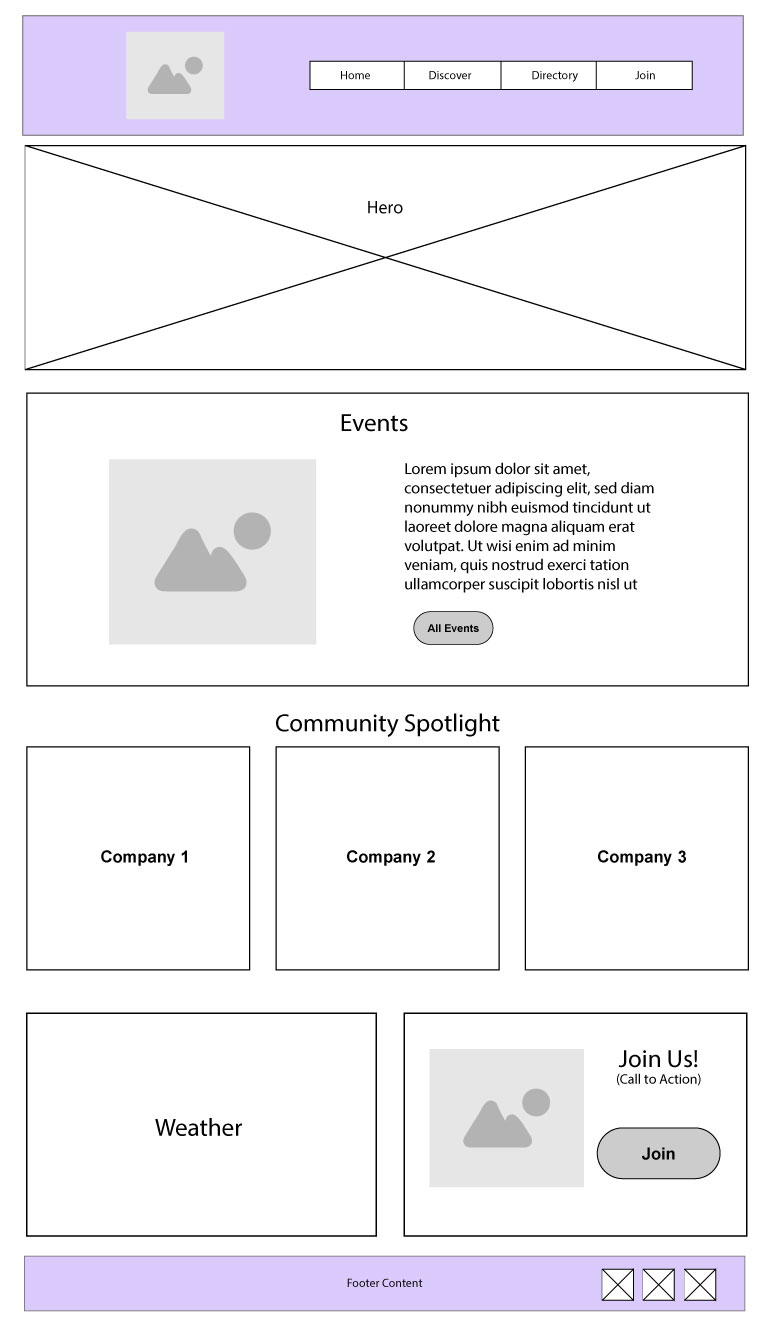 Home
Discover
Directory
Join
Hero
Events
Lorem ipsum dolor sit amet,
consectetuer adipiscing elit, sed diam
nonummy nibh euismod tincidunt ut
laoreet dolore magna aliquam erat
volutpat. Ut wisi enim ad minim
veniam, quis nostrud exerci tation
ullamcorper suscipit lobortis nisl ut
All Events
Community Spotlight
Company 1
Company 2
Company 3
Weather
Join Us!
(Call to Action)
Join
Footer Content